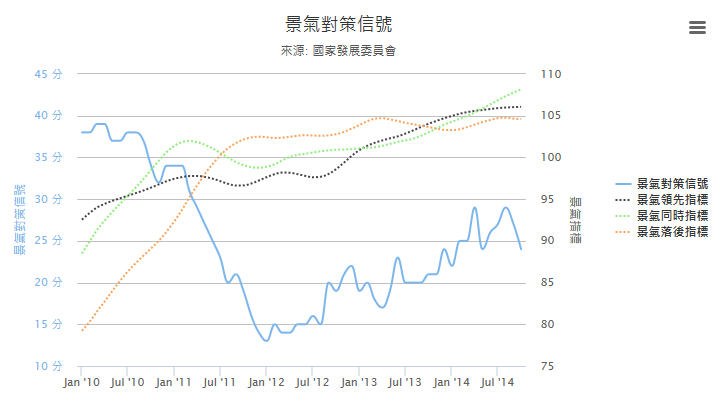 景氣對策信號
來源: 國家發展委員會
45 分
40 分
35 分
30 分
25 分
20 分
15 分
10 分
景氣對策信號
110
105
100
95
90
85
80
75
景氣指標
Jan '10
Jul '10
Jan '11
Jul '11
Jan '12
Jul '12
Jan '13
Jul '13
Jan '14
Jul '14
景氣對策信號
景氣領先指標
景氣同時指標
景氣落後指標